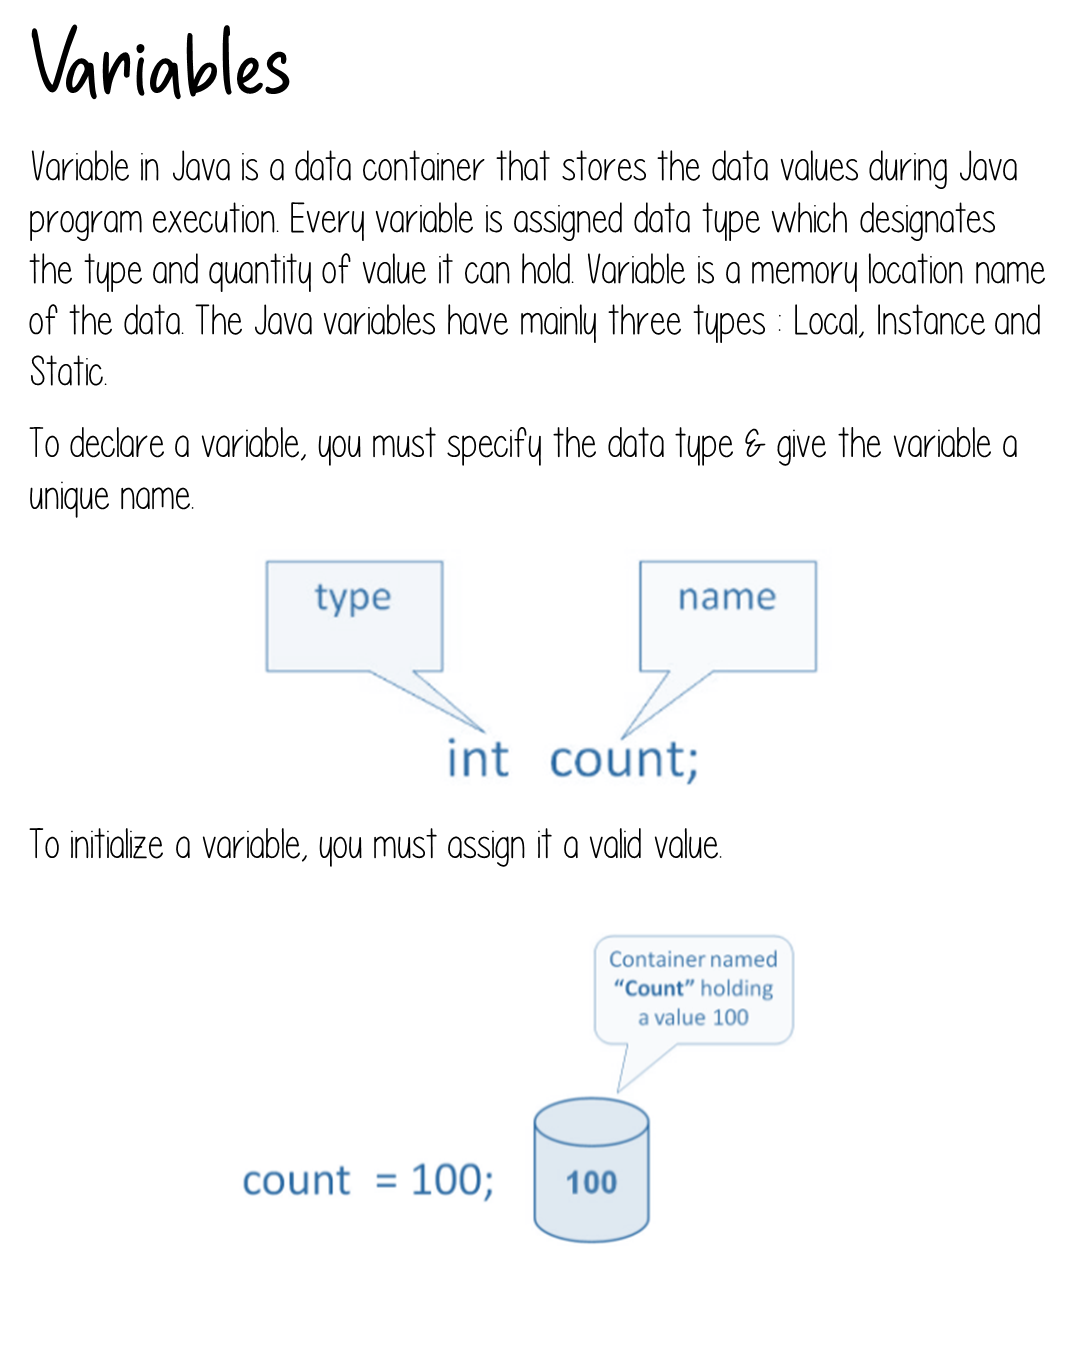 Variables
Variable in Java is a data container that stores the data values during Java
program execution. Every variable is assigned data type which designates
the type and quantity of value it can hold. Variable is a memory location name
of the data. The Java variables have mainly three types : Local, Instance and
Static.
To declare a variable, you must specify the data type & give the variable a
unique name.
type
name
int count;
To initialize a variable, you must assign it a valid value.
Container named
“Count” holding
a value 100
count = 100;
100